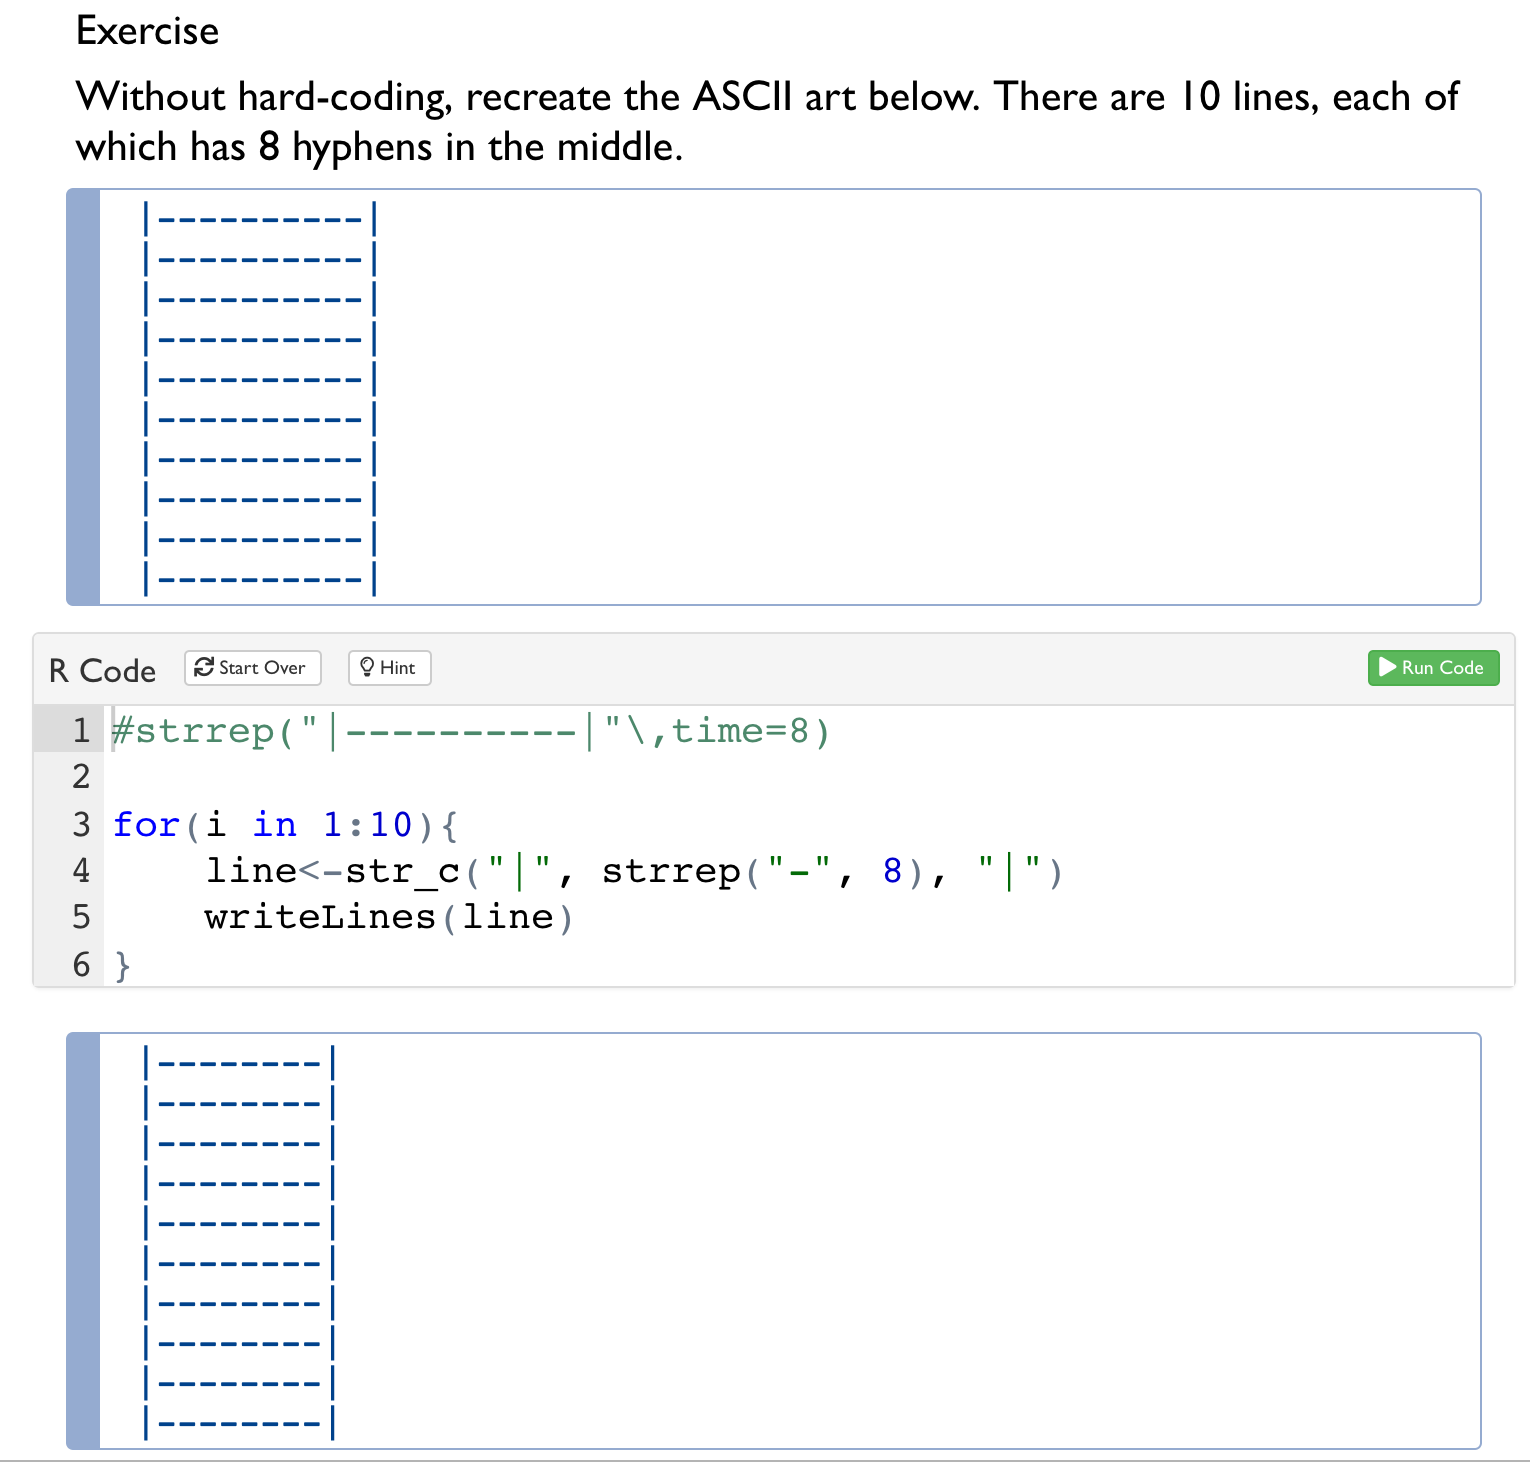 Exercise
Without hard-coding, recreate the ASCII art below. There are 10 lines, each of
which has 8 hyphens in the middle.
|----------|
|----------|
|----------|
|----------|
|----------|
|----------|
|----------|
|----------|
|----------|
|----------|
R Code Start Over Hint Run Code
1 #strrep("|----------|"\,time=8)
2
3 for(i in 1:10){
4     line<-str_c("|", strrep("-", 8), "|")
5     writeLines(line)
6 }
|--------|
|--------|
|--------|
|--------|
|--------|
|--------|
|--------|
|--------|
|--------|
|--------|